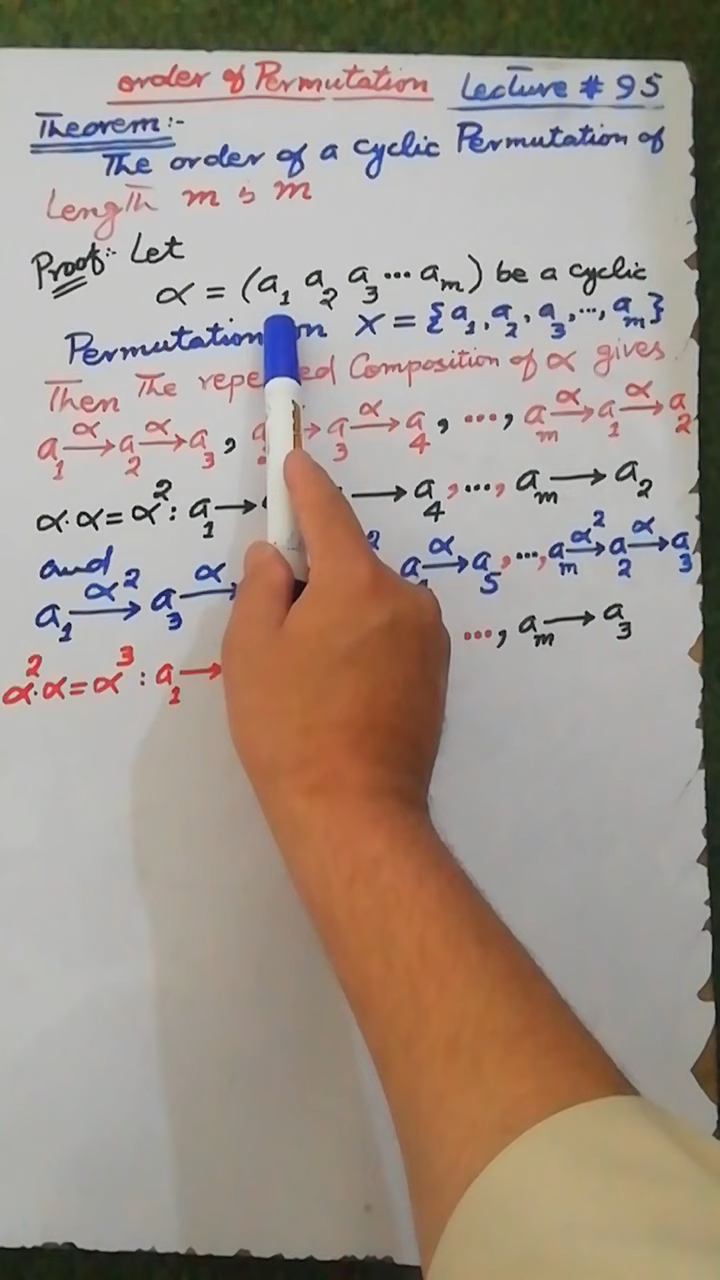 order of Permutation Lecture # 95
Theorem:-
The order of a cyclic Permutation of
Length m is m
Proof:- Let
α = (a₁ a₂ a₃ ... aₘ) be a cyclic
Permutation on X = {a₁, a₂, a₃, ..., aₘ}
Then The Composition of α gives
a₁ →α a₂ →α a₃, → a₃ →α a₄, ..., aₘ →α a₁ →α a₂
α·α = α²: a₁ → → a₄, ..., aₘ → a₂
and
a₁ →α² a₃ →α →α a₅, ..., aₘ →α² a₂ →α a₃
α²·α = α³: a₁ → ..., aₘ → a₃